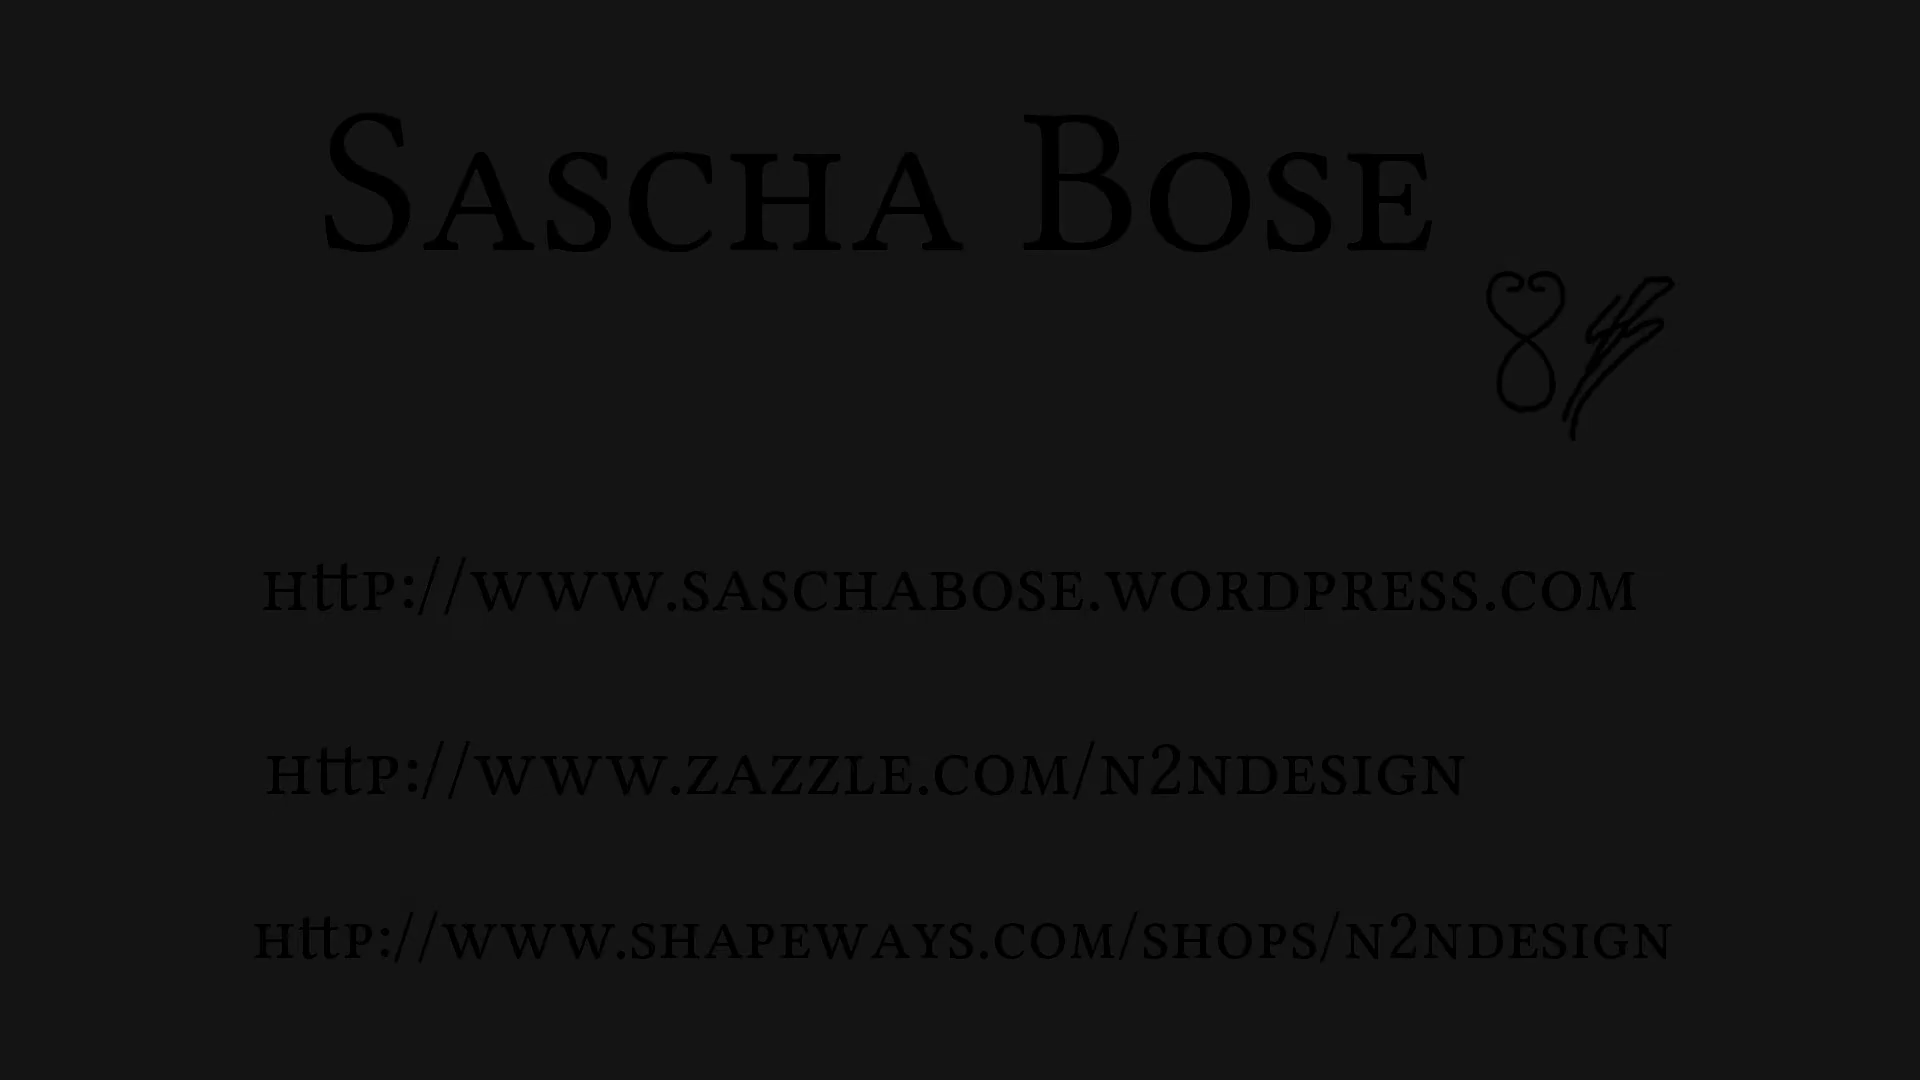 Sascha Bose
http://www.saschabose.wordpress.com
http://www.zazzle.com/n2ndesign
http://www.shapeways.com/shops/n2ndesign